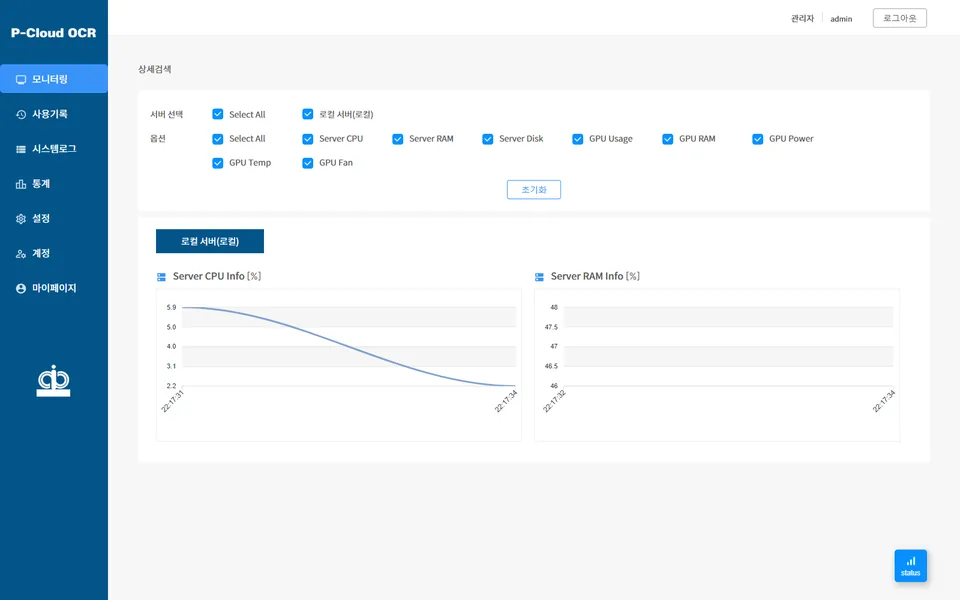 P-Cloud OCR
관리자 admin 로그아웃
모니터링
사용기록
시스템로그
통계
설정
계정
마이페이지
상세검색
서버 선택 Select All 로컬 서버(로컬)
옵션 Select All Server CPU Server RAM Server Disk GPU Usage GPU RAM GPU Power
GPU Temp GPU Fan
초기화
로컬 서버(로컬)
Server CPU Info [%]
5.9
5.0
4.0
3.1
2.2
22:17:31 22:17:34
Server RAM Info [%]
48
47.5
47
46.5
46
22:17:32 22:17:34
status